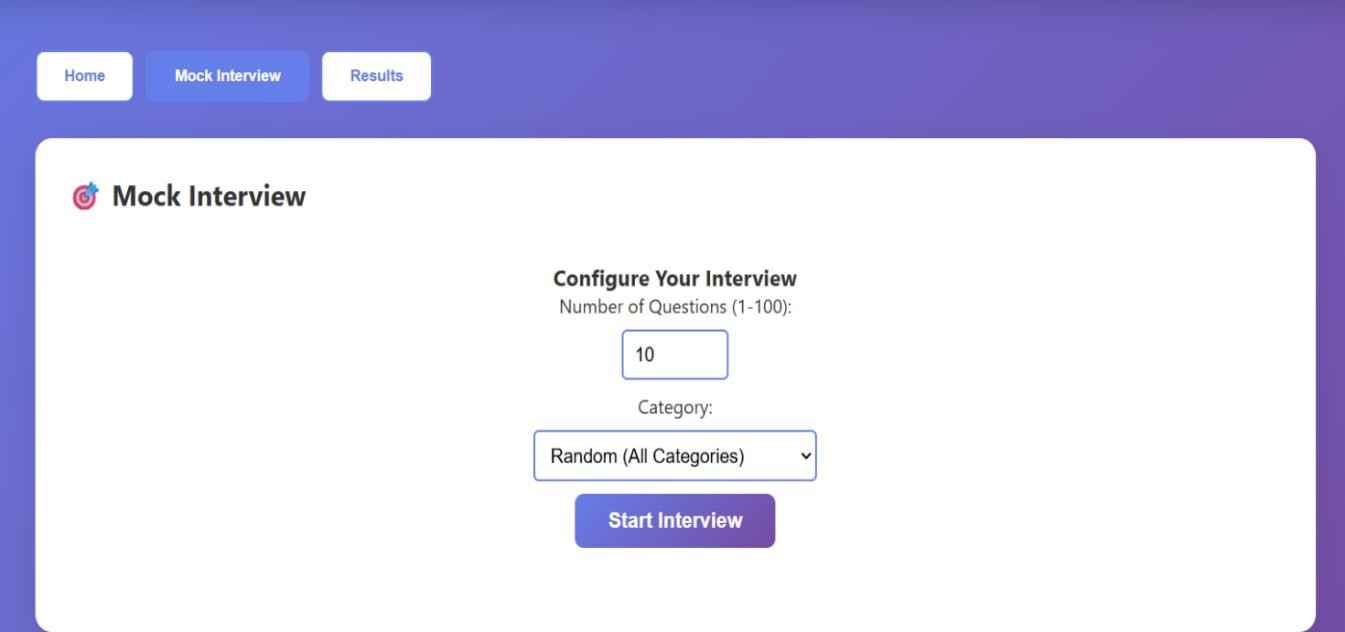 Home Mock Interview Results
Mock Interview
Configure Your Interview
Number of Questions (1-100):
10
Category:
Random (All Categories)
Start Interview